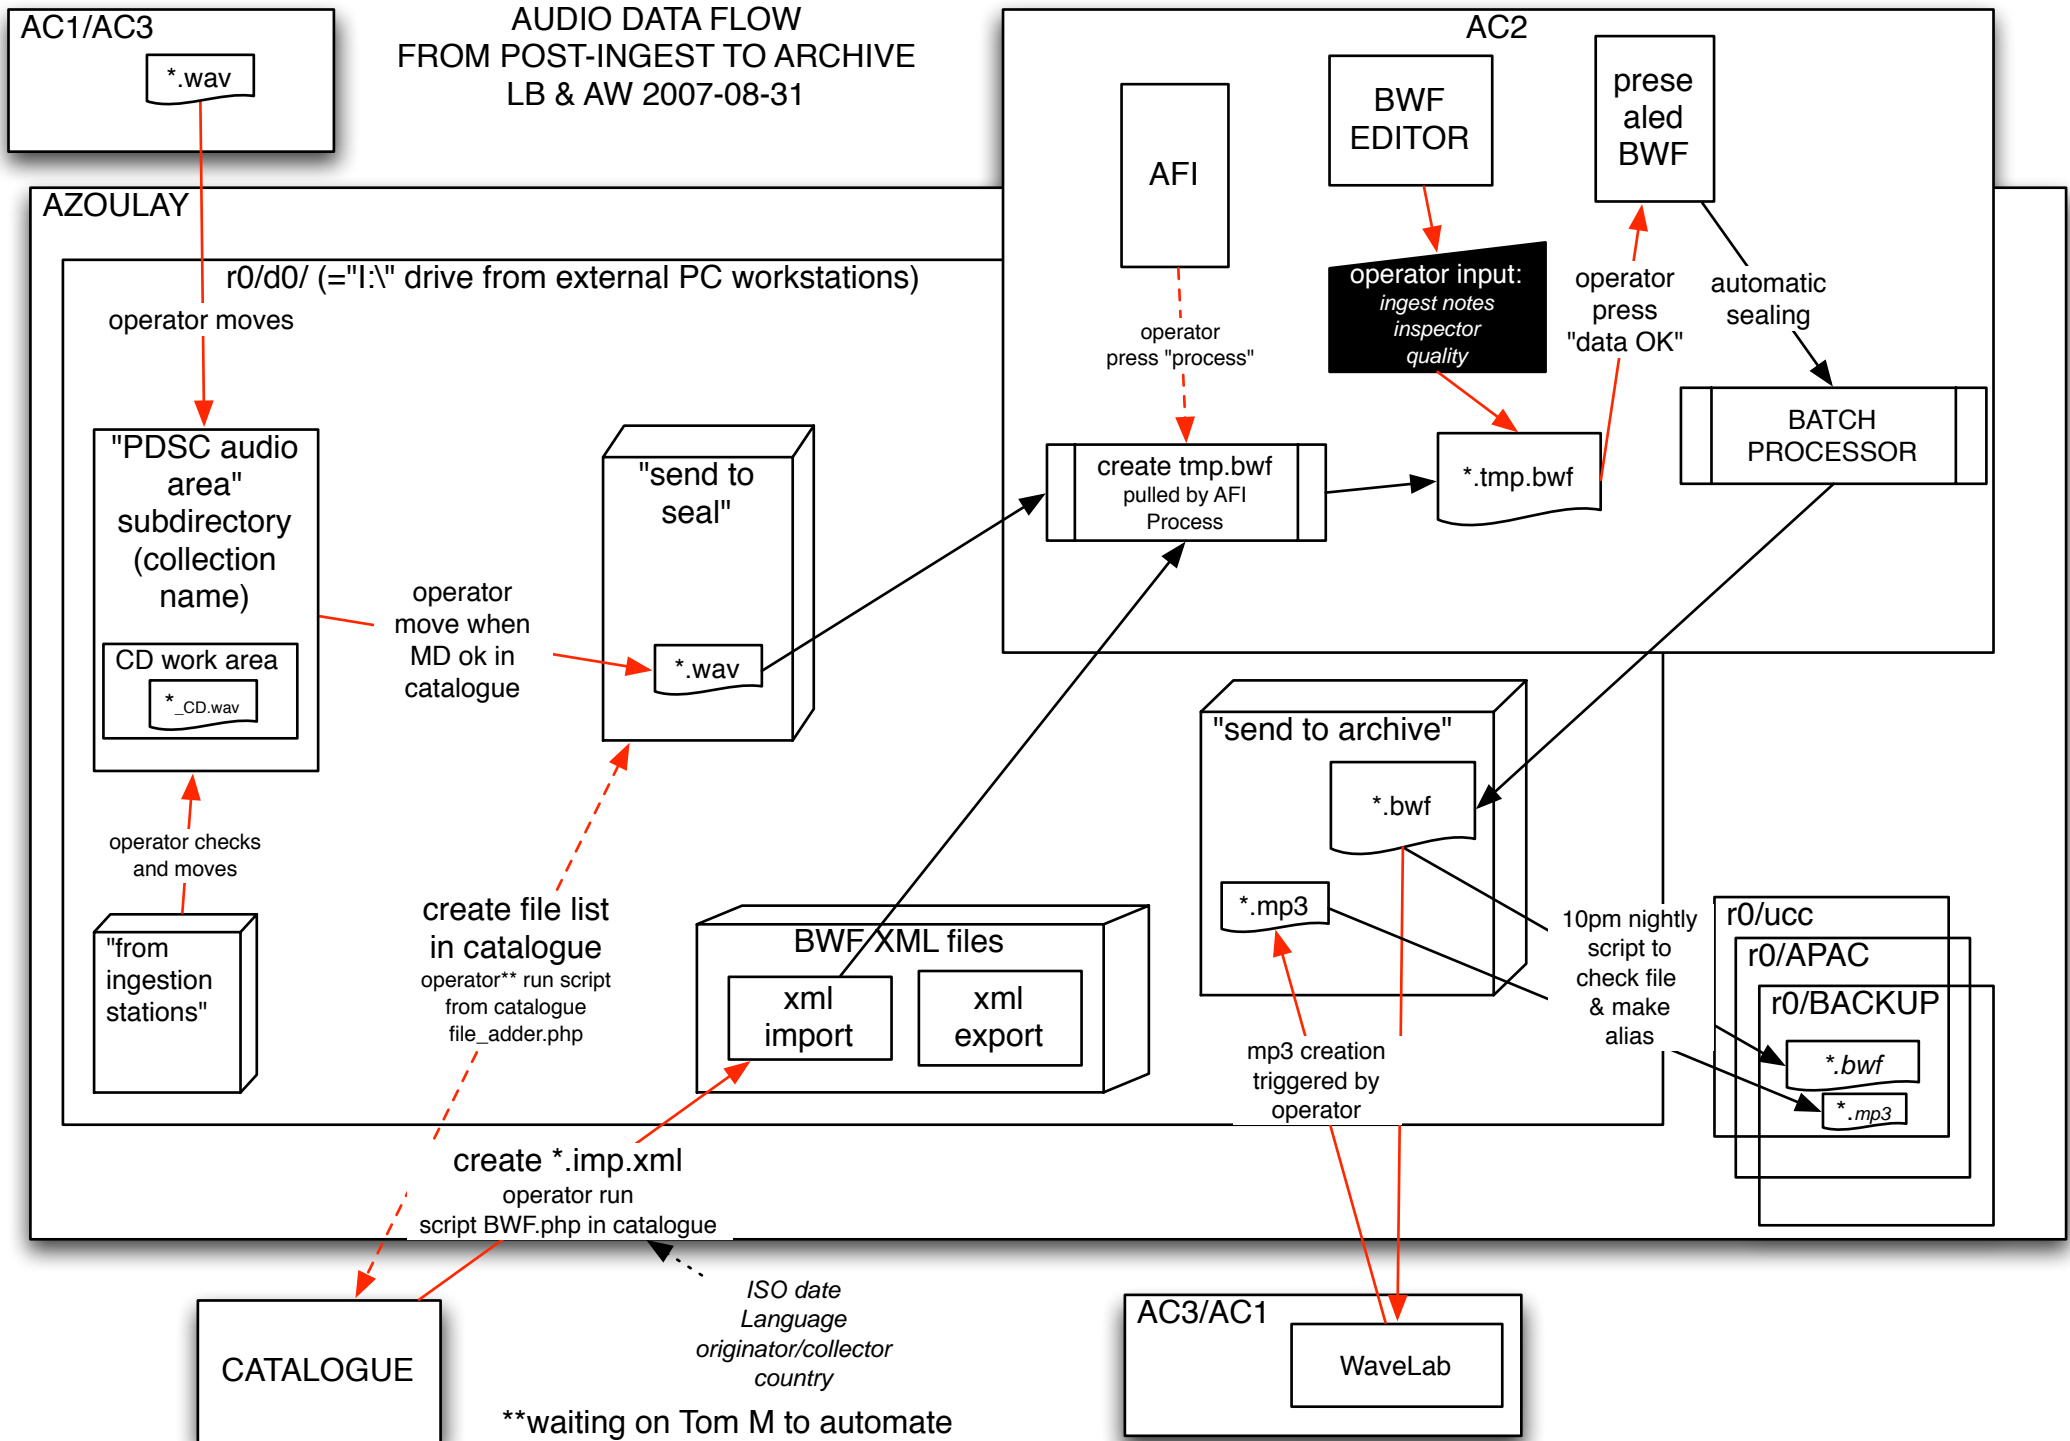 AUDIO DATA FLOW
FROM POST-INGEST TO ARCHIVE
LB & AW 2007-08-31
AC1/AC3
*.wav
AC2
AFI
BWF
EDITOR
prese
aled
BWF
AZOULAY
r0/d0/ (="I:\" drive from external PC workstations)
operator moves
operator
press "process"
operator input:
ingest notes
inspector
quality
operator
press
"data OK"
automatic
sealing
"PDSC audio
area"
subdirectory
(collection
name)
CD work area
*_CD.wav
operator
move when
MD ok in
catalogue
"send to
seal"
*.wav
create tmp.bwf
pulled by AFI
Process
*.tmp.bwf
BATCH
PROCESSOR
operator checks
and moves
"from
ingestion
stations"
create file list
in catalogue
operator** run script
from catalogue
file_adder.php
BWF XML files
xml
import
xml
export
"send to archive"
*.bwf
*.mp3
mp3 creation
triggered by
operator
10pm nightly
script to
check file
& make
alias
r0/ucc
r0/APAC
r0/BACKUP
*.bwf
*.mp3
create *.imp.xml
operator run
script BWF.php in catalogue
ISO date
Language
originator/collector
country
CATALOGUE
**waiting on Tom M to automate
AC3/AC1
WaveLab